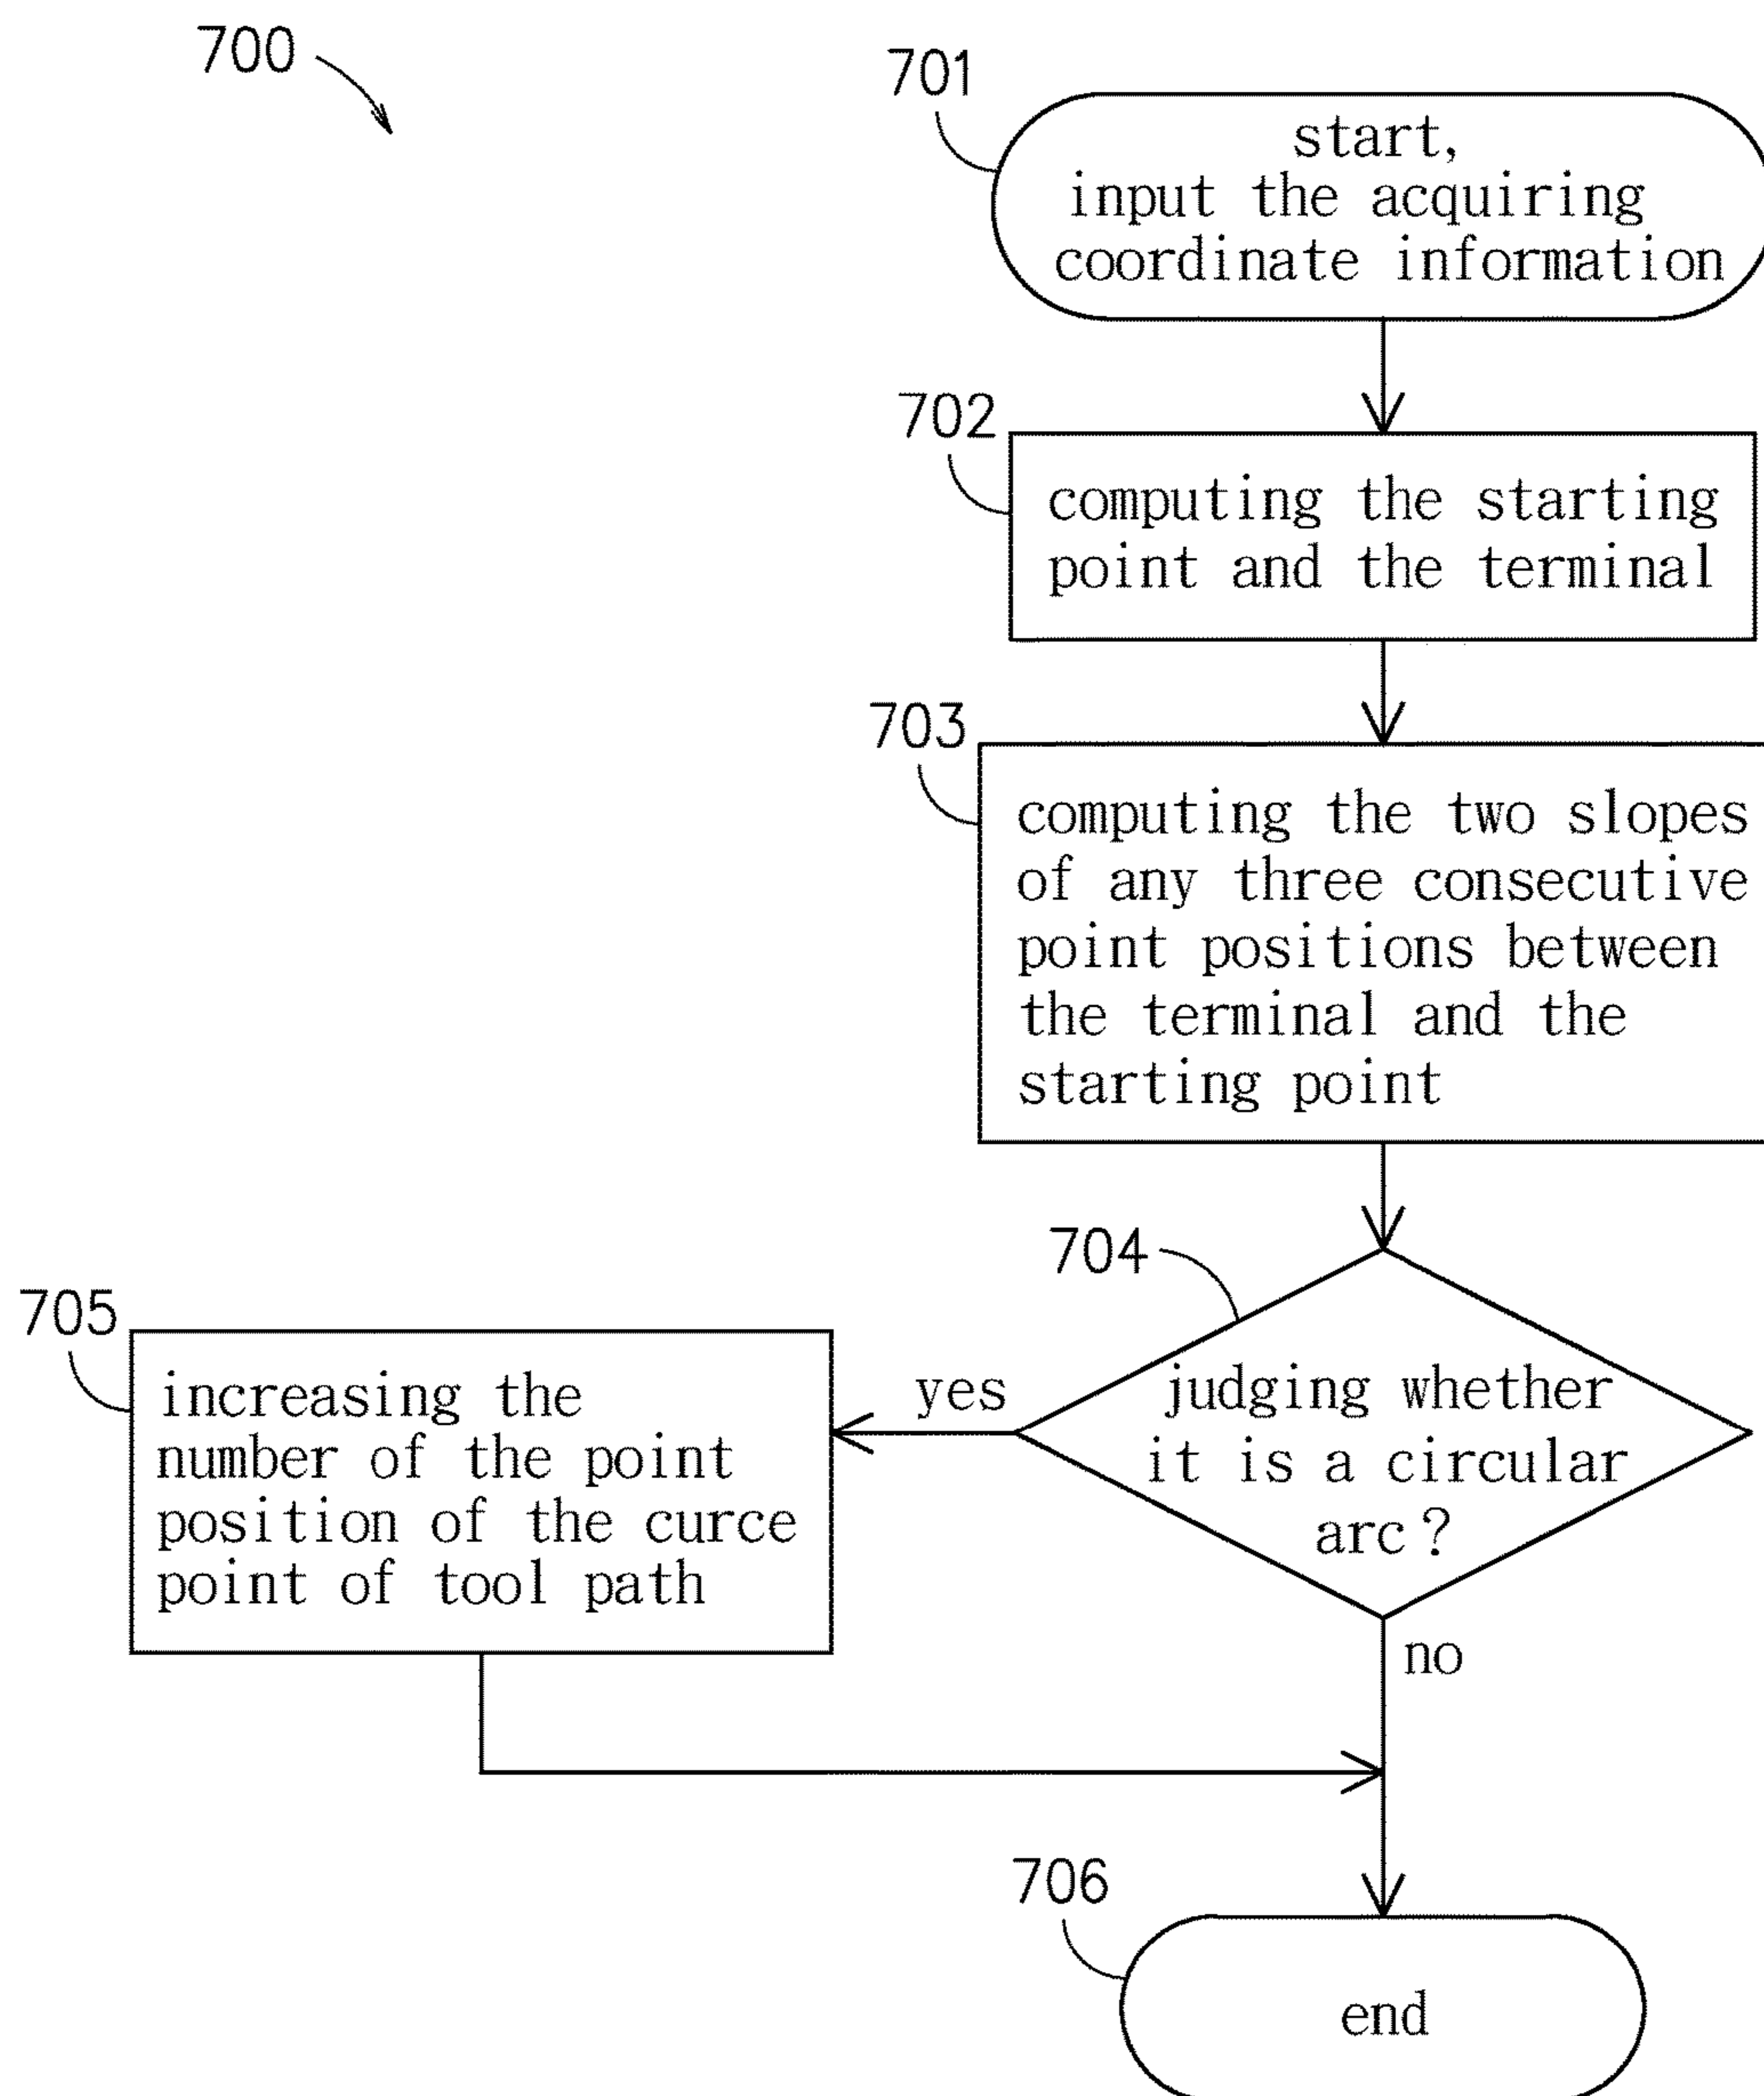 700
701
start,
input the acquiring
coordinate information
702
computing the starting
point and the terminal
703
computing the two slopes
of any three consecutive
point positions between
the terminal and the
starting point
704
judging whether
it is a circular
arc?
yes
705
increasing the
number of the point
position of the curce
point of tool path
no
706
end